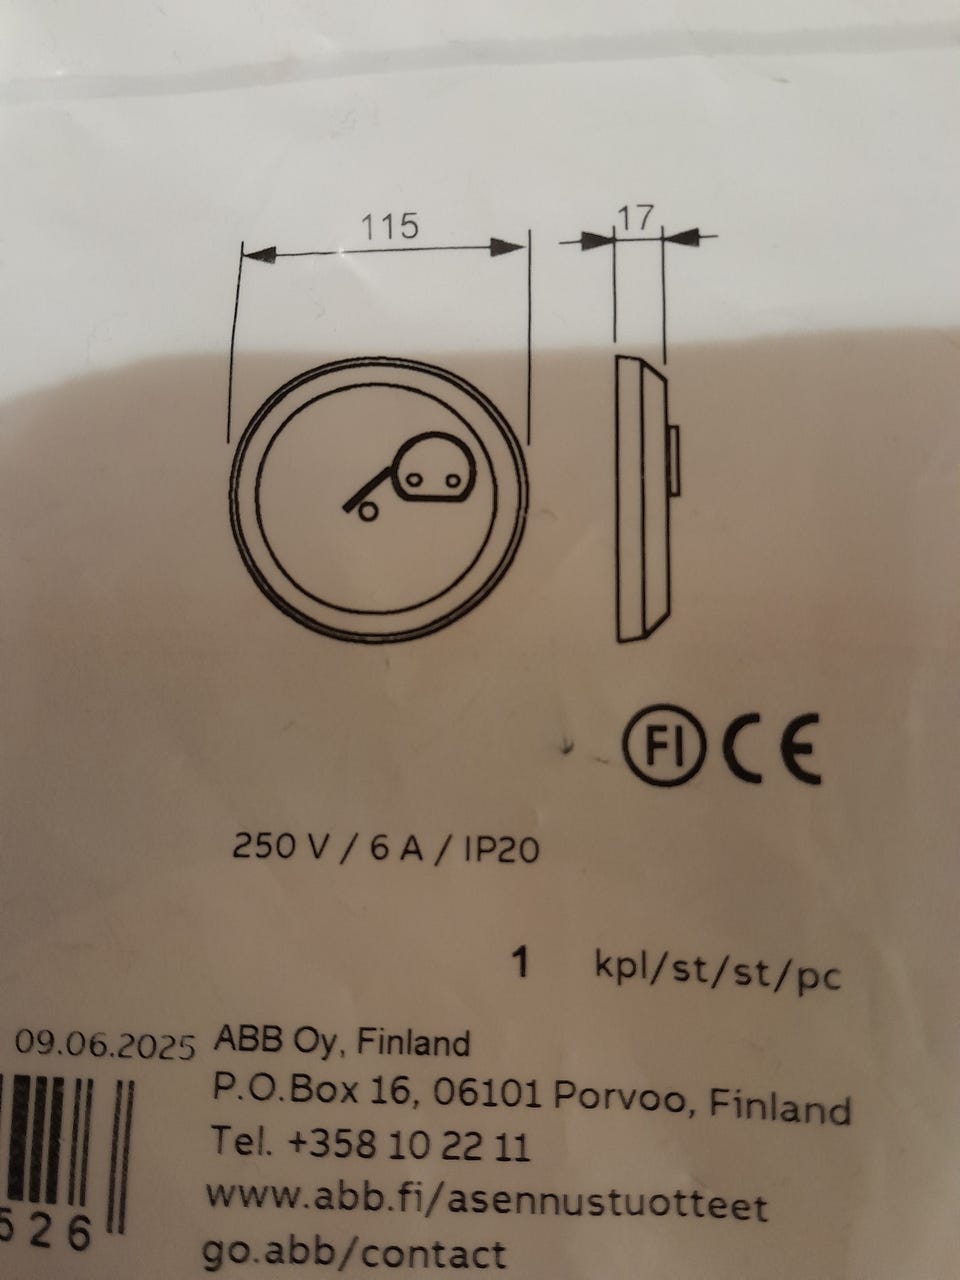 115
17
FI CE
250 V / 6 A / IP20
1 kpl/st/st/pc
09.06.2025
ABB Oy, Finland
P.O.Box 16, 06101 Porvoo, Finland
Tel. +358 10 22 11
www.abb.fi/asennustuotteet
go.abb/contact
526